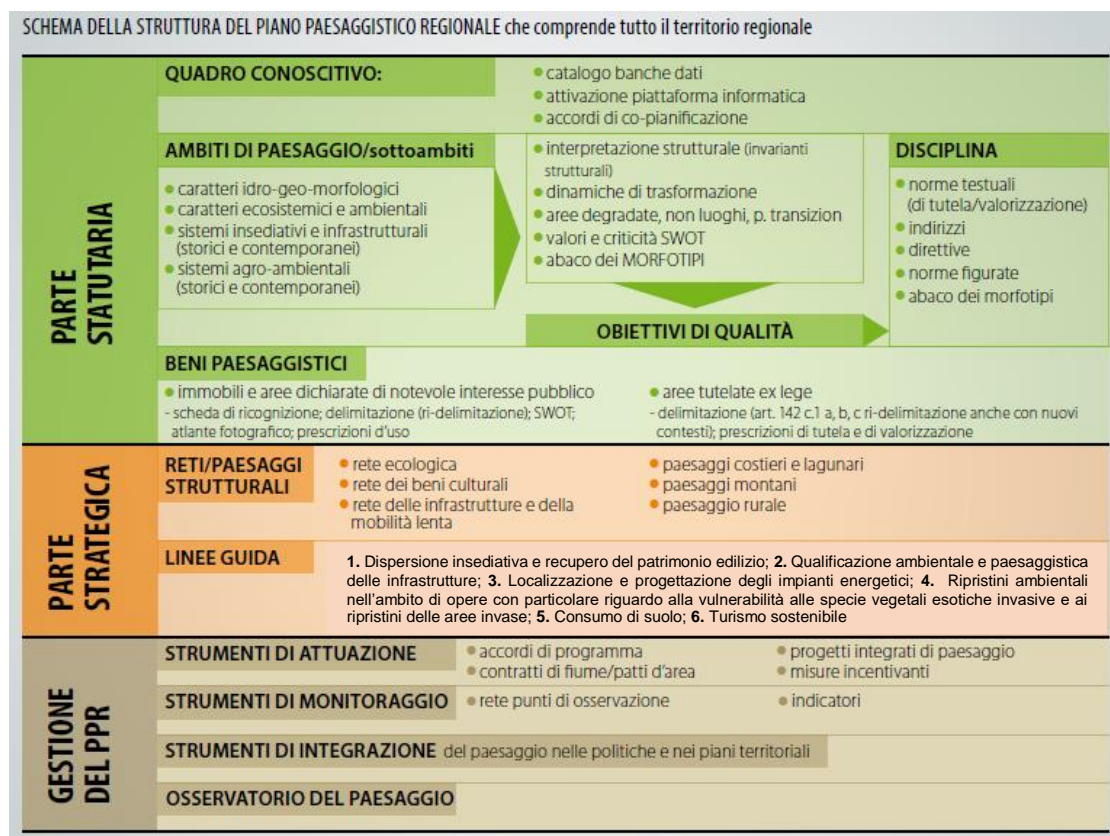 SCHEMA DELLA STRUTTURA DEL PIANO PAESAGGISTICO REGIONALE che comprende tutto il territorio regionale
PARTE
STATUTARIA
QUADRO CONOSCITIVO:
• catalogo banche dati
• attivazione piattaforma informatica
• accordi di co-pianificazione
AMBITI DI PAESAGGIO/sottoambiti
• caratteri idro-geo-morfologici
• caratteri ecosistemici e ambientali
• sistemi insediativi e infrastrutturali
(storici e contemporanei)
• sistemi agro-ambientali
(storici e contemporanei)
• interpretazione strutturale (invarianti
strutturali)
• dinamiche di trasformazione
• aree degradate, non luoghi, p. transizion
• valori e criticità SWOT
• abaco dei MORFOTIPI
OBIETTIVI DI QUALITÀ
DISCIPLINA
• norme testuali
(di tutela/valorizzazione)
• indirizzi
• direttive
• norme figurate
• abaco dei morfotipi
BENI PAESAGGISTICI
• immobili e aree dichiarate di notevole interesse pubblico
- scheda di ricognizione; delimitazione (ri-delimitazione); SWOT;
atlante fotografico; prescrizioni d'uso
• aree tutelate ex lege
- delimitazione (art. 142 c.1 a, b, c ri-delimitazione anche con nuovi
contesti); prescrizioni di tutela e di valorizzazione
PARTE
STRATEGICA
RETI/PAESAGGI
STRUTTURALI
• rete ecologica
• rete dei beni culturali
• rete delle infrastrutture e della
mobilità lenta
• paesaggi costieri e lagunari
• paesaggi montani
• paesaggio rurale
LINEE GUIDA
1. Dispersione insediativa e recupero del patrimonio edilizio; 2. Qualificazione ambientale e paesaggistica
delle infrastrutture; 3. Localizzazione e progettazione degli impianti energetici; 4. Ripristini ambientali
nell'ambito di opere con particolare riguardo alla vulnerabilità alle specie vegetali esotiche invasive e ai
ripristini delle aree invase; 5. Consumo di suolo; 6. Turismo sostenibile
GESTIONE
DEL PPR
STRUMENTI DI ATTUAZIONE
• accordi di programma
• contratti di fiume/patti d'area
• progetti integrati di paesaggio
• misure incentivanti
STRUMENTI DI MONITORAGGIO
• rete punti di osservazione
• indicatori
STRUMENTI DI INTEGRAZIONE del paesaggio nelle politiche e nei piani territoriali
OSSERVATORIO DEL PAESAGGIO